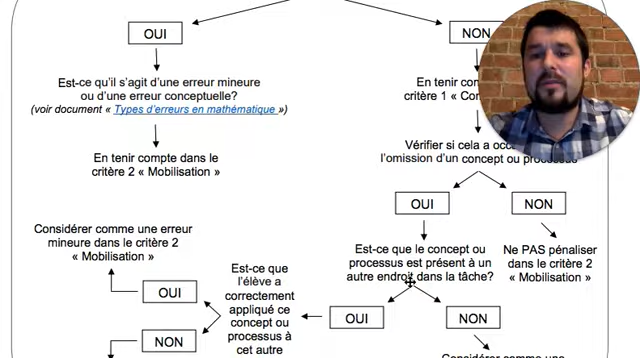 OUI
NON
Est-ce qu'il s'agit d'une erreur mineure
ou d'une erreur conceptuelle?
(voir document « Types d'erreurs en mathématique »)
En tenir
critère 1 «
En tenir compte dans le
critère 2 « Mobilisation »
Vérifier si cela a
l'omission d'un concept ou processus
OUI
NON
Considérer comme une erreur
mineure dans le critère 2
« Mobilisation »
Est-ce que le concept ou
processus est présent à un
autre endroit dans la tâche?
Ne PAS pénaliser
dans le critère 2
« Mobilisation »
Est-ce que
l'élève a
correctement
appliqué ce
concept ou
processus à
cet autre
OUI
NON
OUI
NON
Considérer comme une